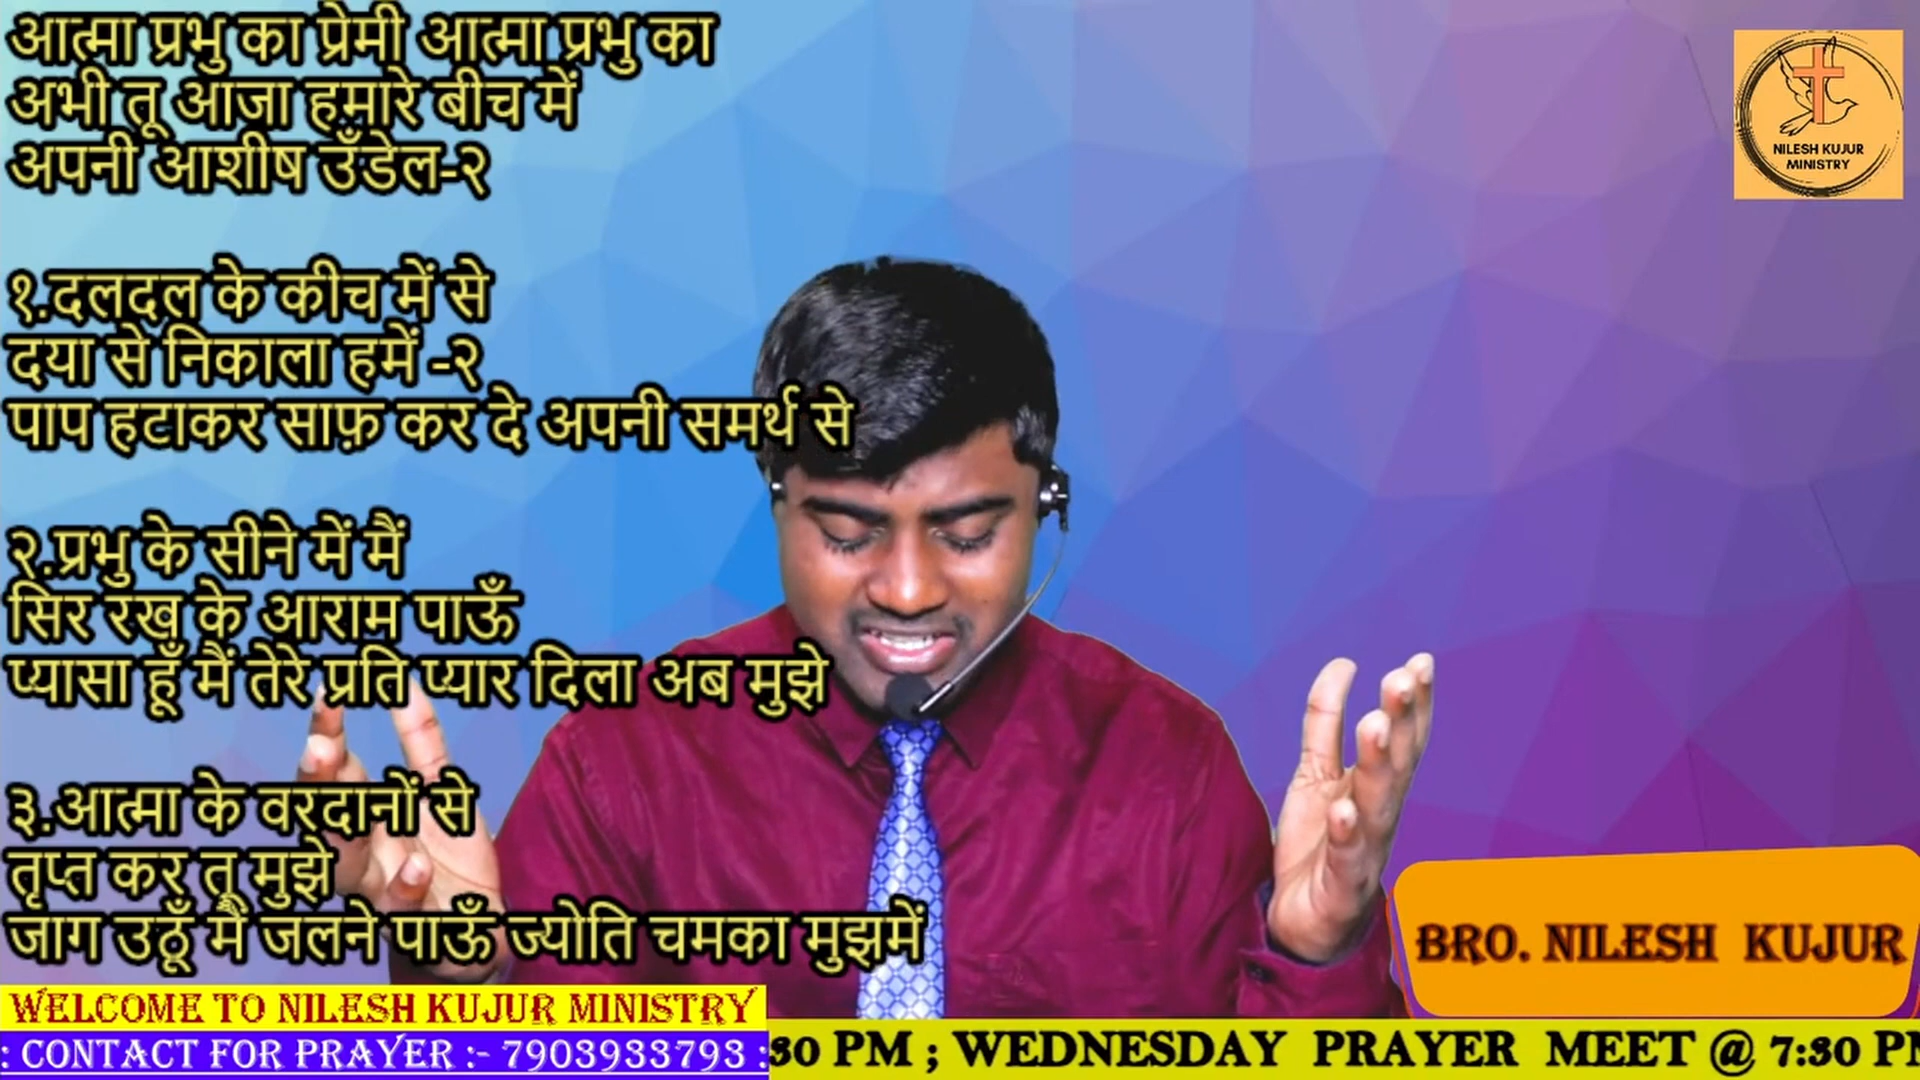 आत्मा प्रभु का प्रेमी आत्मा प्रभु का
अभी तू आजा हमारे बीच में
अपनी आशीष उँडेल-२
१.दलदल के कीच में से
दया से निकाला हमें -२
पाप हटाकर साफ़ कर दे अपनी समर्थ से
२.प्रभु के सीने में मैं
सिर रख के आराम पाऊँ
प्यासा हूँ मैं तेरे प्रति प्यार दिला अब मुझे
३.आत्मा के वरदानों से
तृप्त कर तू मुझे
जाग उठूँ मैं जलने पाऊँ ज्योति चमका मुझमें
NILESH KUJUR
MINISTRY
BRO. NILESH KUJUR
WELCOME TO NILESH KUJUR MINISTRY
: CONTACT FOR PRAYER :- 7903933793 :
30 PM ; WEDNESDAY PRAYER MEET @ 7:30 PM